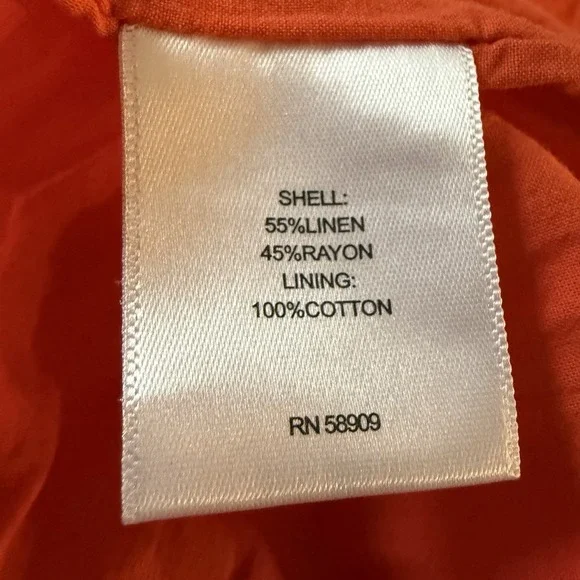 SHELL:
55%LINEN
45%RAYON
LINING:
100%COTTON
RN 58909